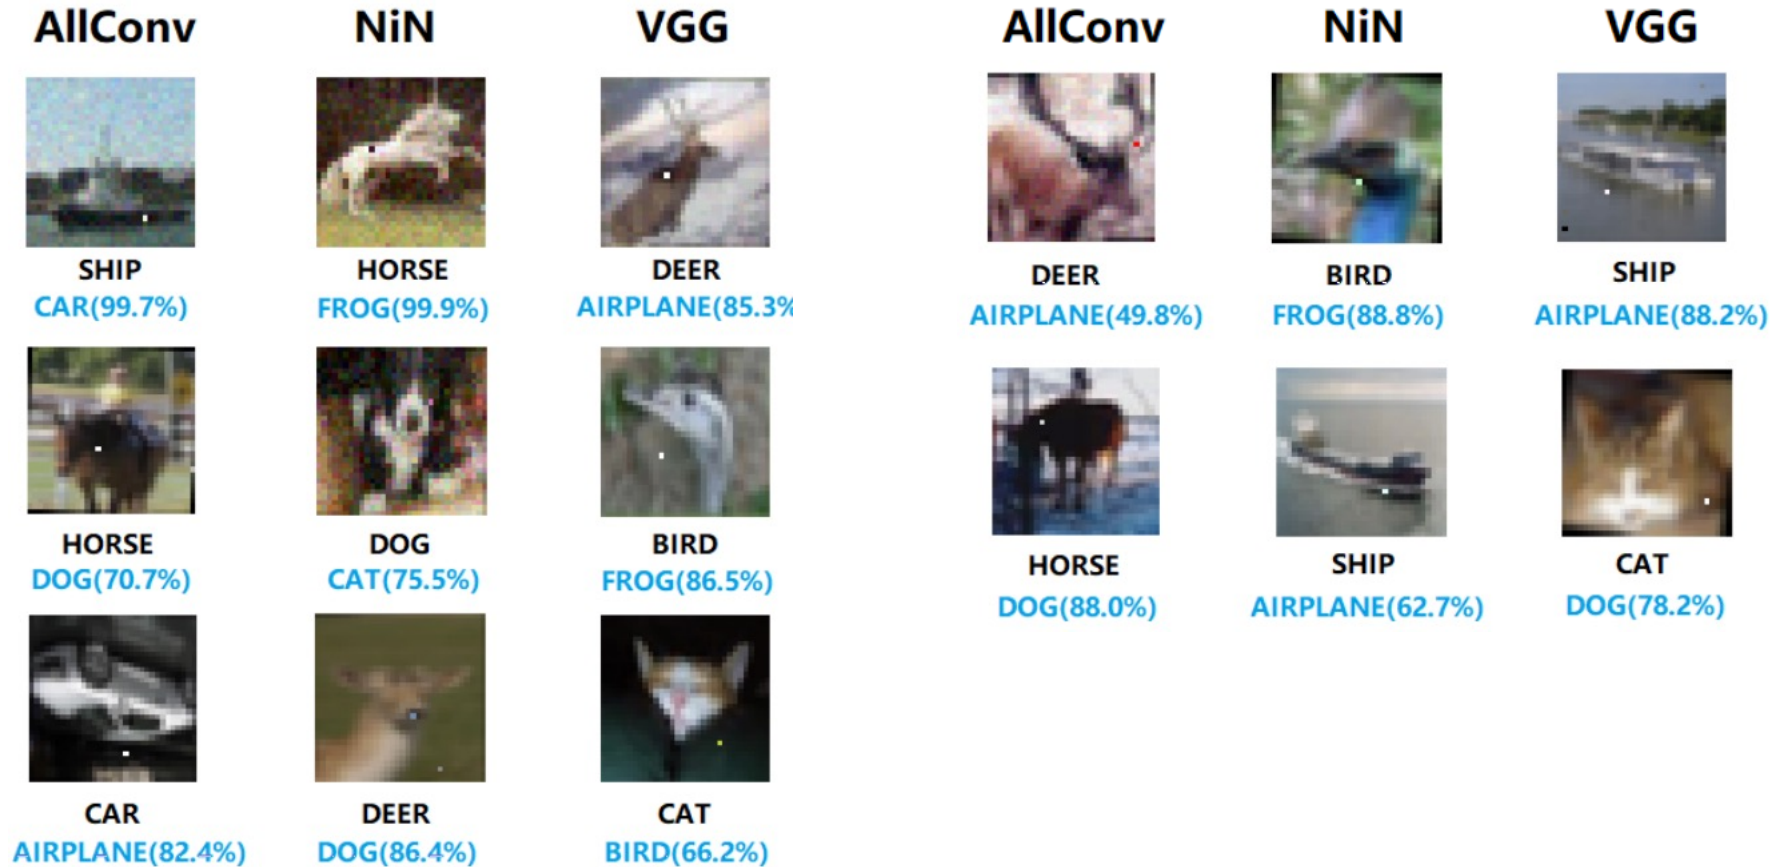 AllConv NiN VGG
SHIP HORSE DEER
CAR(99.7%) FROG(99.9%) AIRPLANE(85.3%
HORSE DOG BIRD
DOG(70.7%) CAT(75.5%) FROG(86.5%)
CAR DEER CAT
AIRPLANE(82.4%) DOG(86.4%) BIRD(66.2%)
AllConv NiN VGG
DEER BIRD SHIP
AIRPLANE(49.8%) FROG(88.8%) AIRPLANE(88.2%)
HORSE SHIP CAT
DOG(88.0%) AIRPLANE(62.7%) DOG(78.2%)